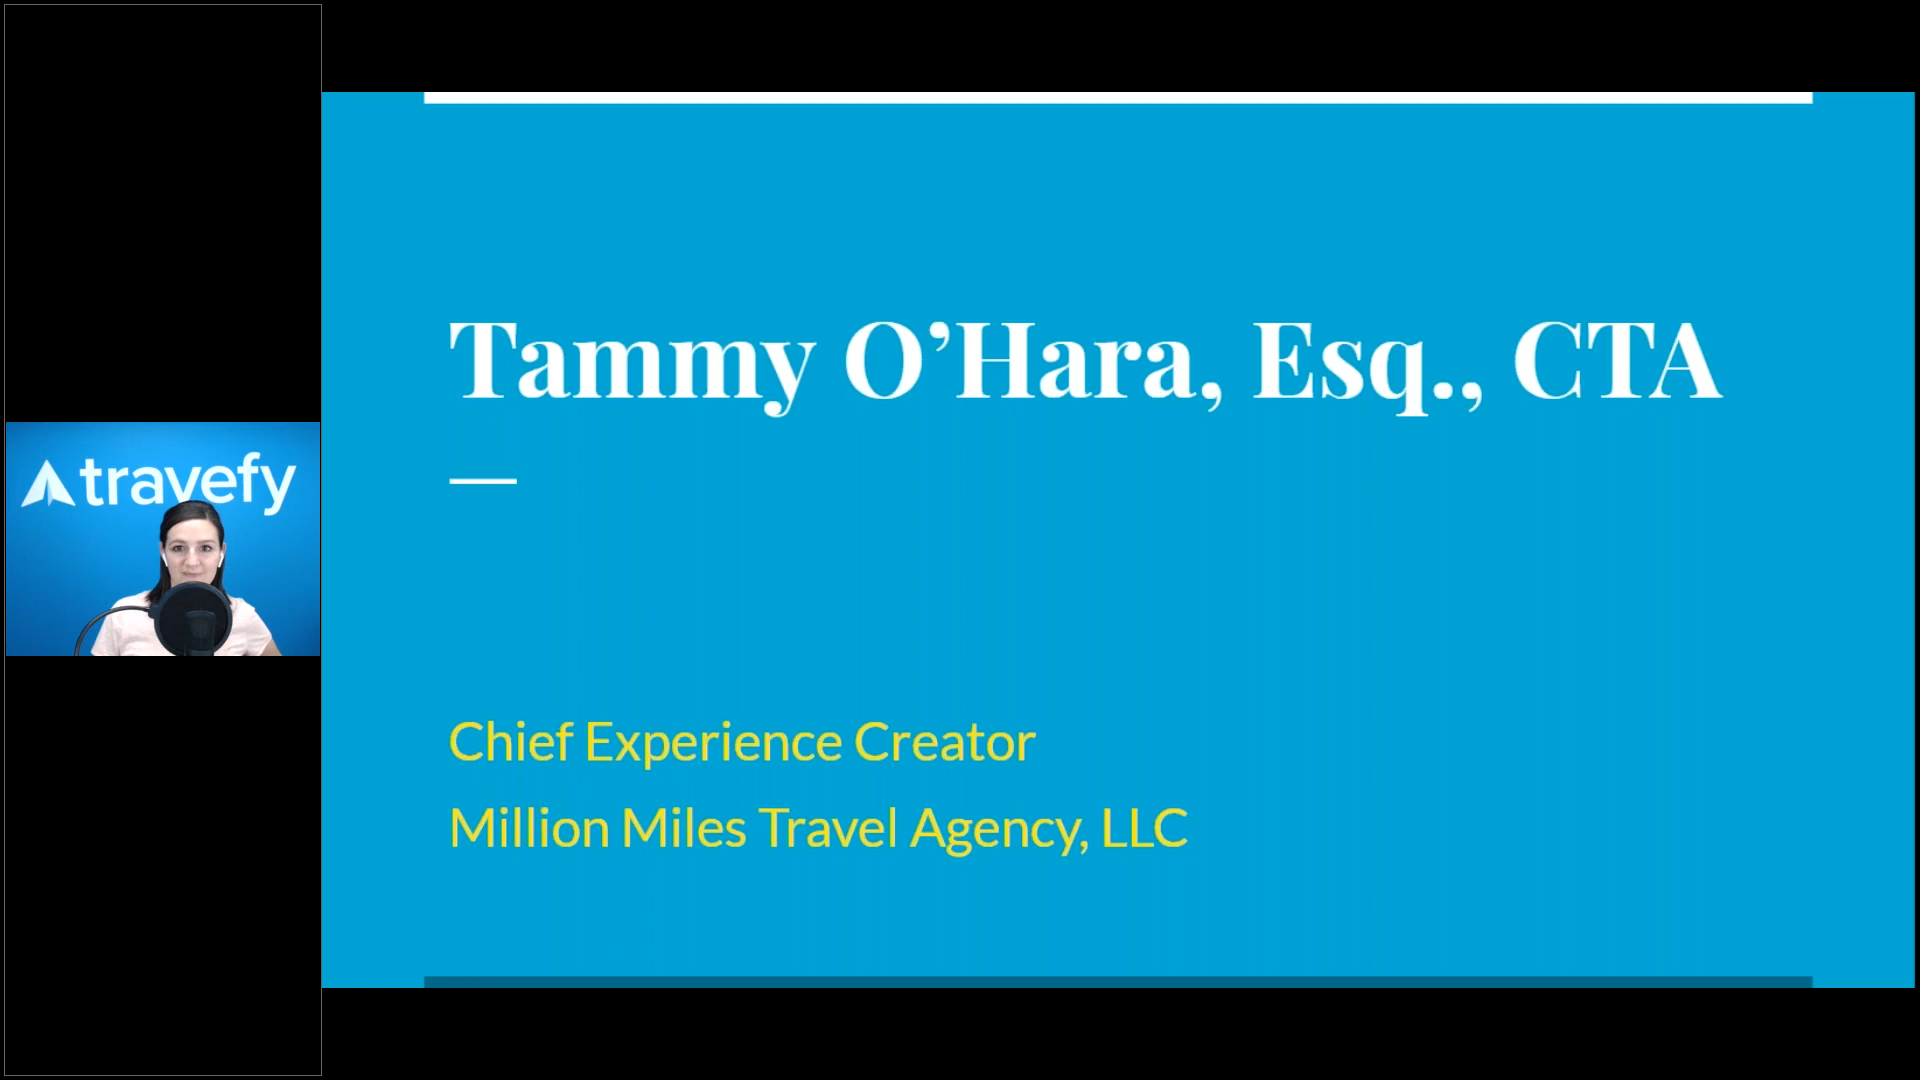 travefy
Tammy O’Hara, Esq., CTA
Chief Experience Creator
Million Miles Travel Agency, LLC